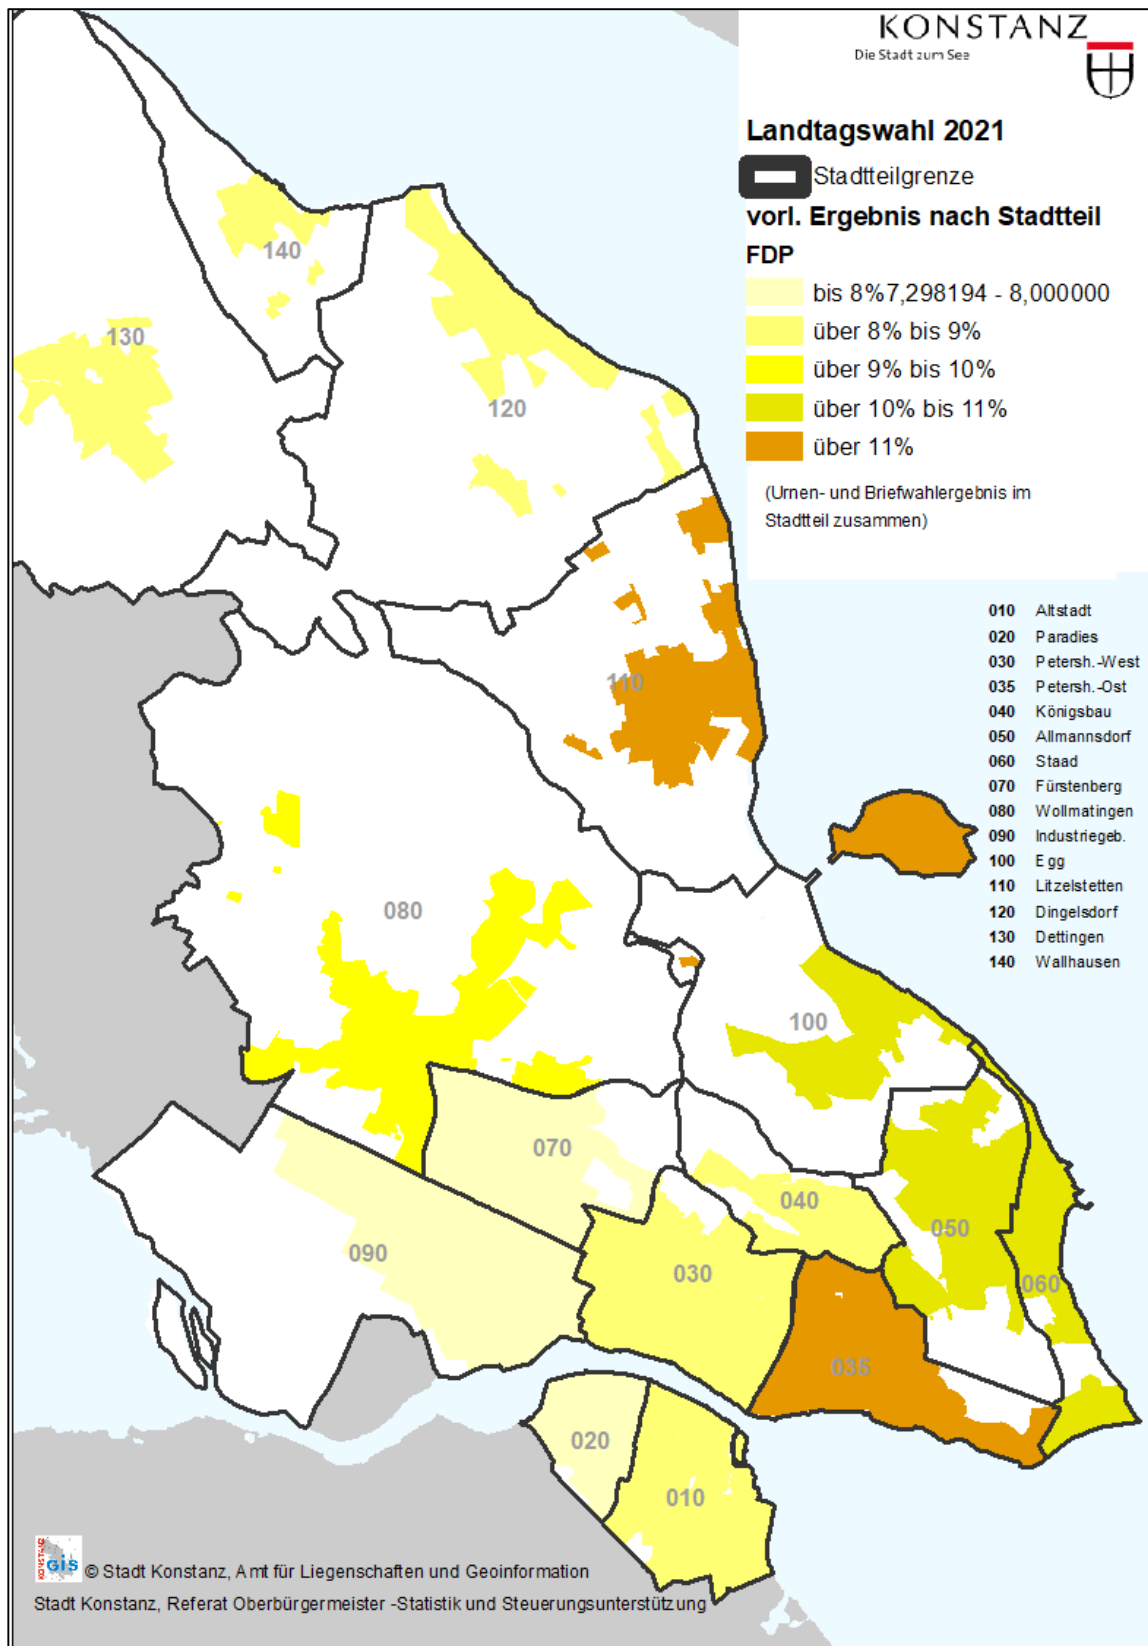 KONSTANZ
Die Stadt zum See
Landtagswahl 2021
Stadtteilgrenze
vorl. Ergebnis nach Stadtteil
FDP
bis 8%7,298194 - 8,000000
über 8% bis 9%
über 9% bis 10%
über 10% bis 11%
über 11%
(Urnen- und Briefwahlergebnis im
Stadtteil zusammen)
010 Altstadt
020 Paradies
030 Petersh.-West
035 Petersh.-Ost
040 Königsbau
050 Allmannsdorf
060 Staad
070 Fürstenberg
080 Wollmatingen
090 Industriegeb.
100 Egg
110 Litzelstetten
120 Dingelsdorf
130 Dettingen
140 Wallhausen
140
130
120
110
080
100
070
040
050
090
030
060
035
020
010
KONSTANZ
GIS
© Stadt Konstanz, Amt für Liegenschaften und Geoinformation
Stadt Konstanz, Referat Oberbürgermeister -Statistik und Steuerungsunterstützung